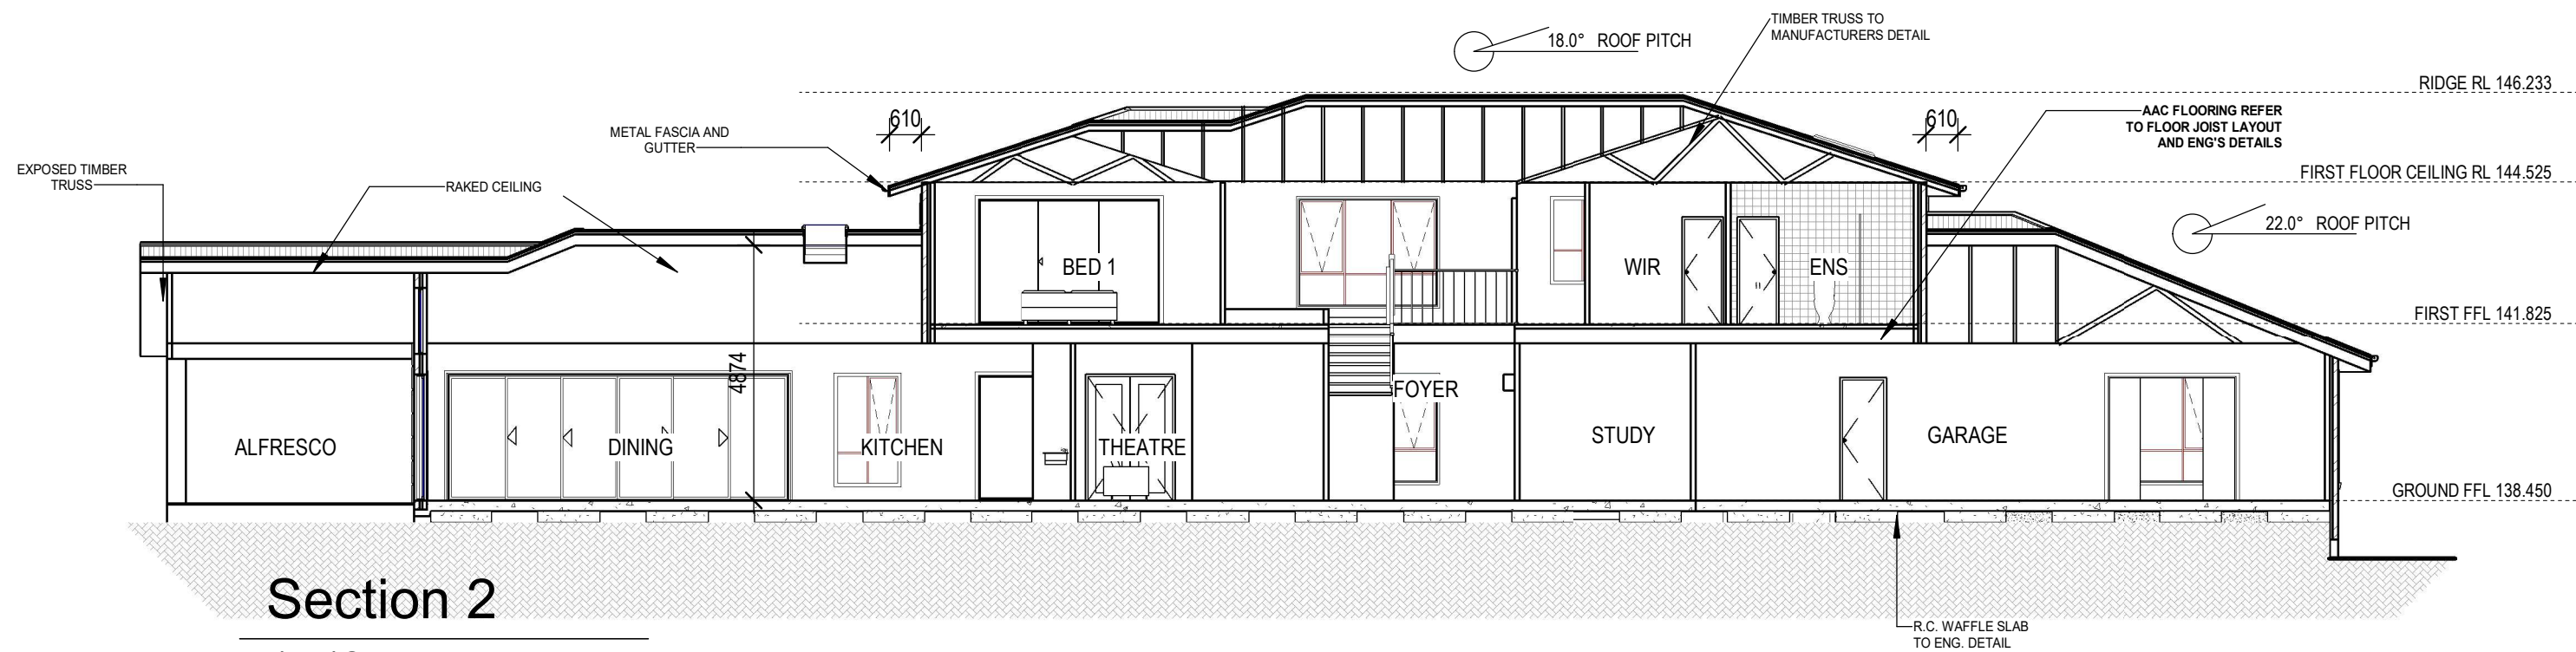 TIMBER TRUSS TO
MANUFACTURERS DETAIL
18.0° ROOF PITCH
RIDGE RL 146.233
610
610
AAC FLOORING REFER
TO FLOOR JOIST LAYOUT
AND ENG'S DETAILS
METAL FASCIA AND
GUTTER
EXPOSED TIMBER
TRUSS
RAKED CEILING
FIRST FLOOR CEILING RL 144.525
22.0° ROOF PITCH
BED 1
WIR
ENS
FIRST FFL 141.825
4874
FOYER
ALFRESCO
DINING
KITCHEN
THEATRE
STUDY
GARAGE
GROUND FFL 138.450
Section 2
R.C. WAFFLE SLAB
TO ENG. DETAIL